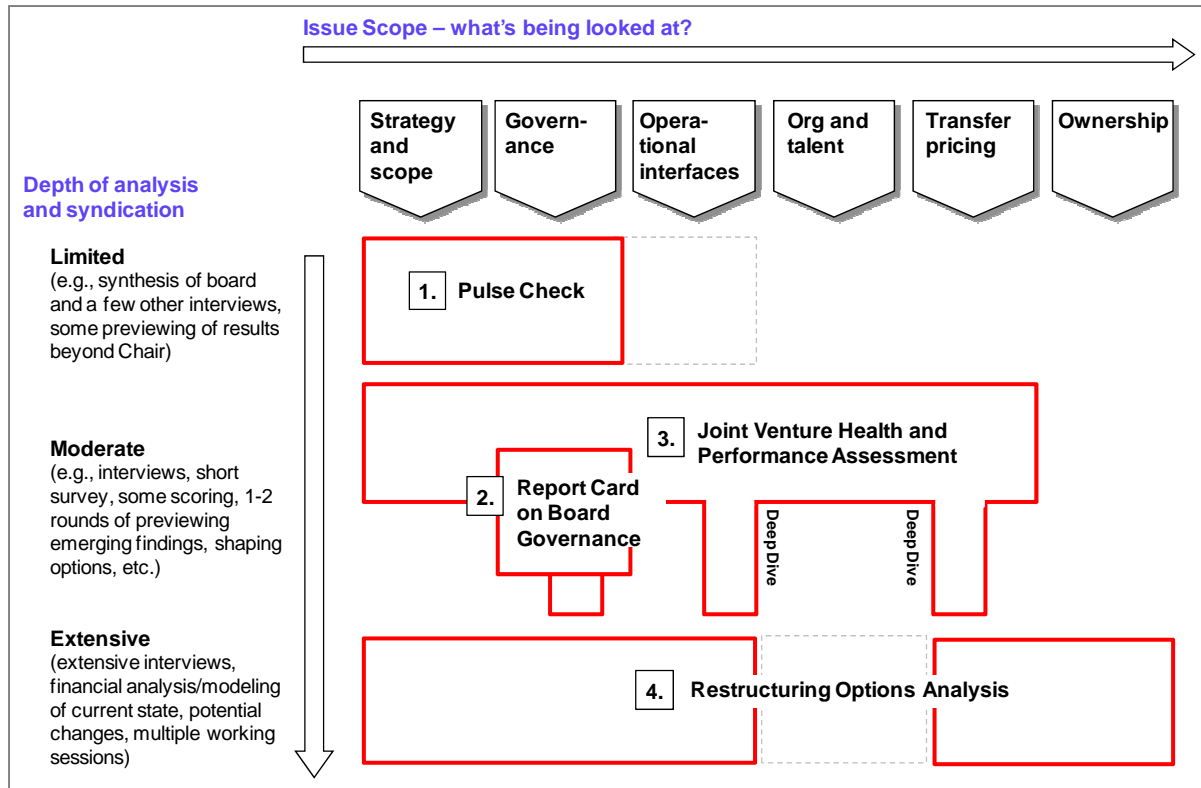 Issue Scope – what's being looked at?
Strategy
and
scope
Govern-
ance
Opera-
tional
interfaces
Org and
talent
Transfer
pricing
Ownership
Depth of analysis
and syndication
Limited
(e.g., synthesis of board
and a few other interviews,
some previewing of results
beyond Chair)
1. Pulse Check
Moderate
(e.g., interviews, short
survey, some scoring, 1-2
rounds of previewing
emerging findings, shaping
options, etc.)
3. Joint Venture Health and
Performance Assessment
2. Report Card
on Board
Governance
Deep Dive
Deep Dive
Extensive
(extensive interviews,
financial analysis/modeling
of current state, potential
changes, multiple working
sessions)
4. Restructuring Options Analysis